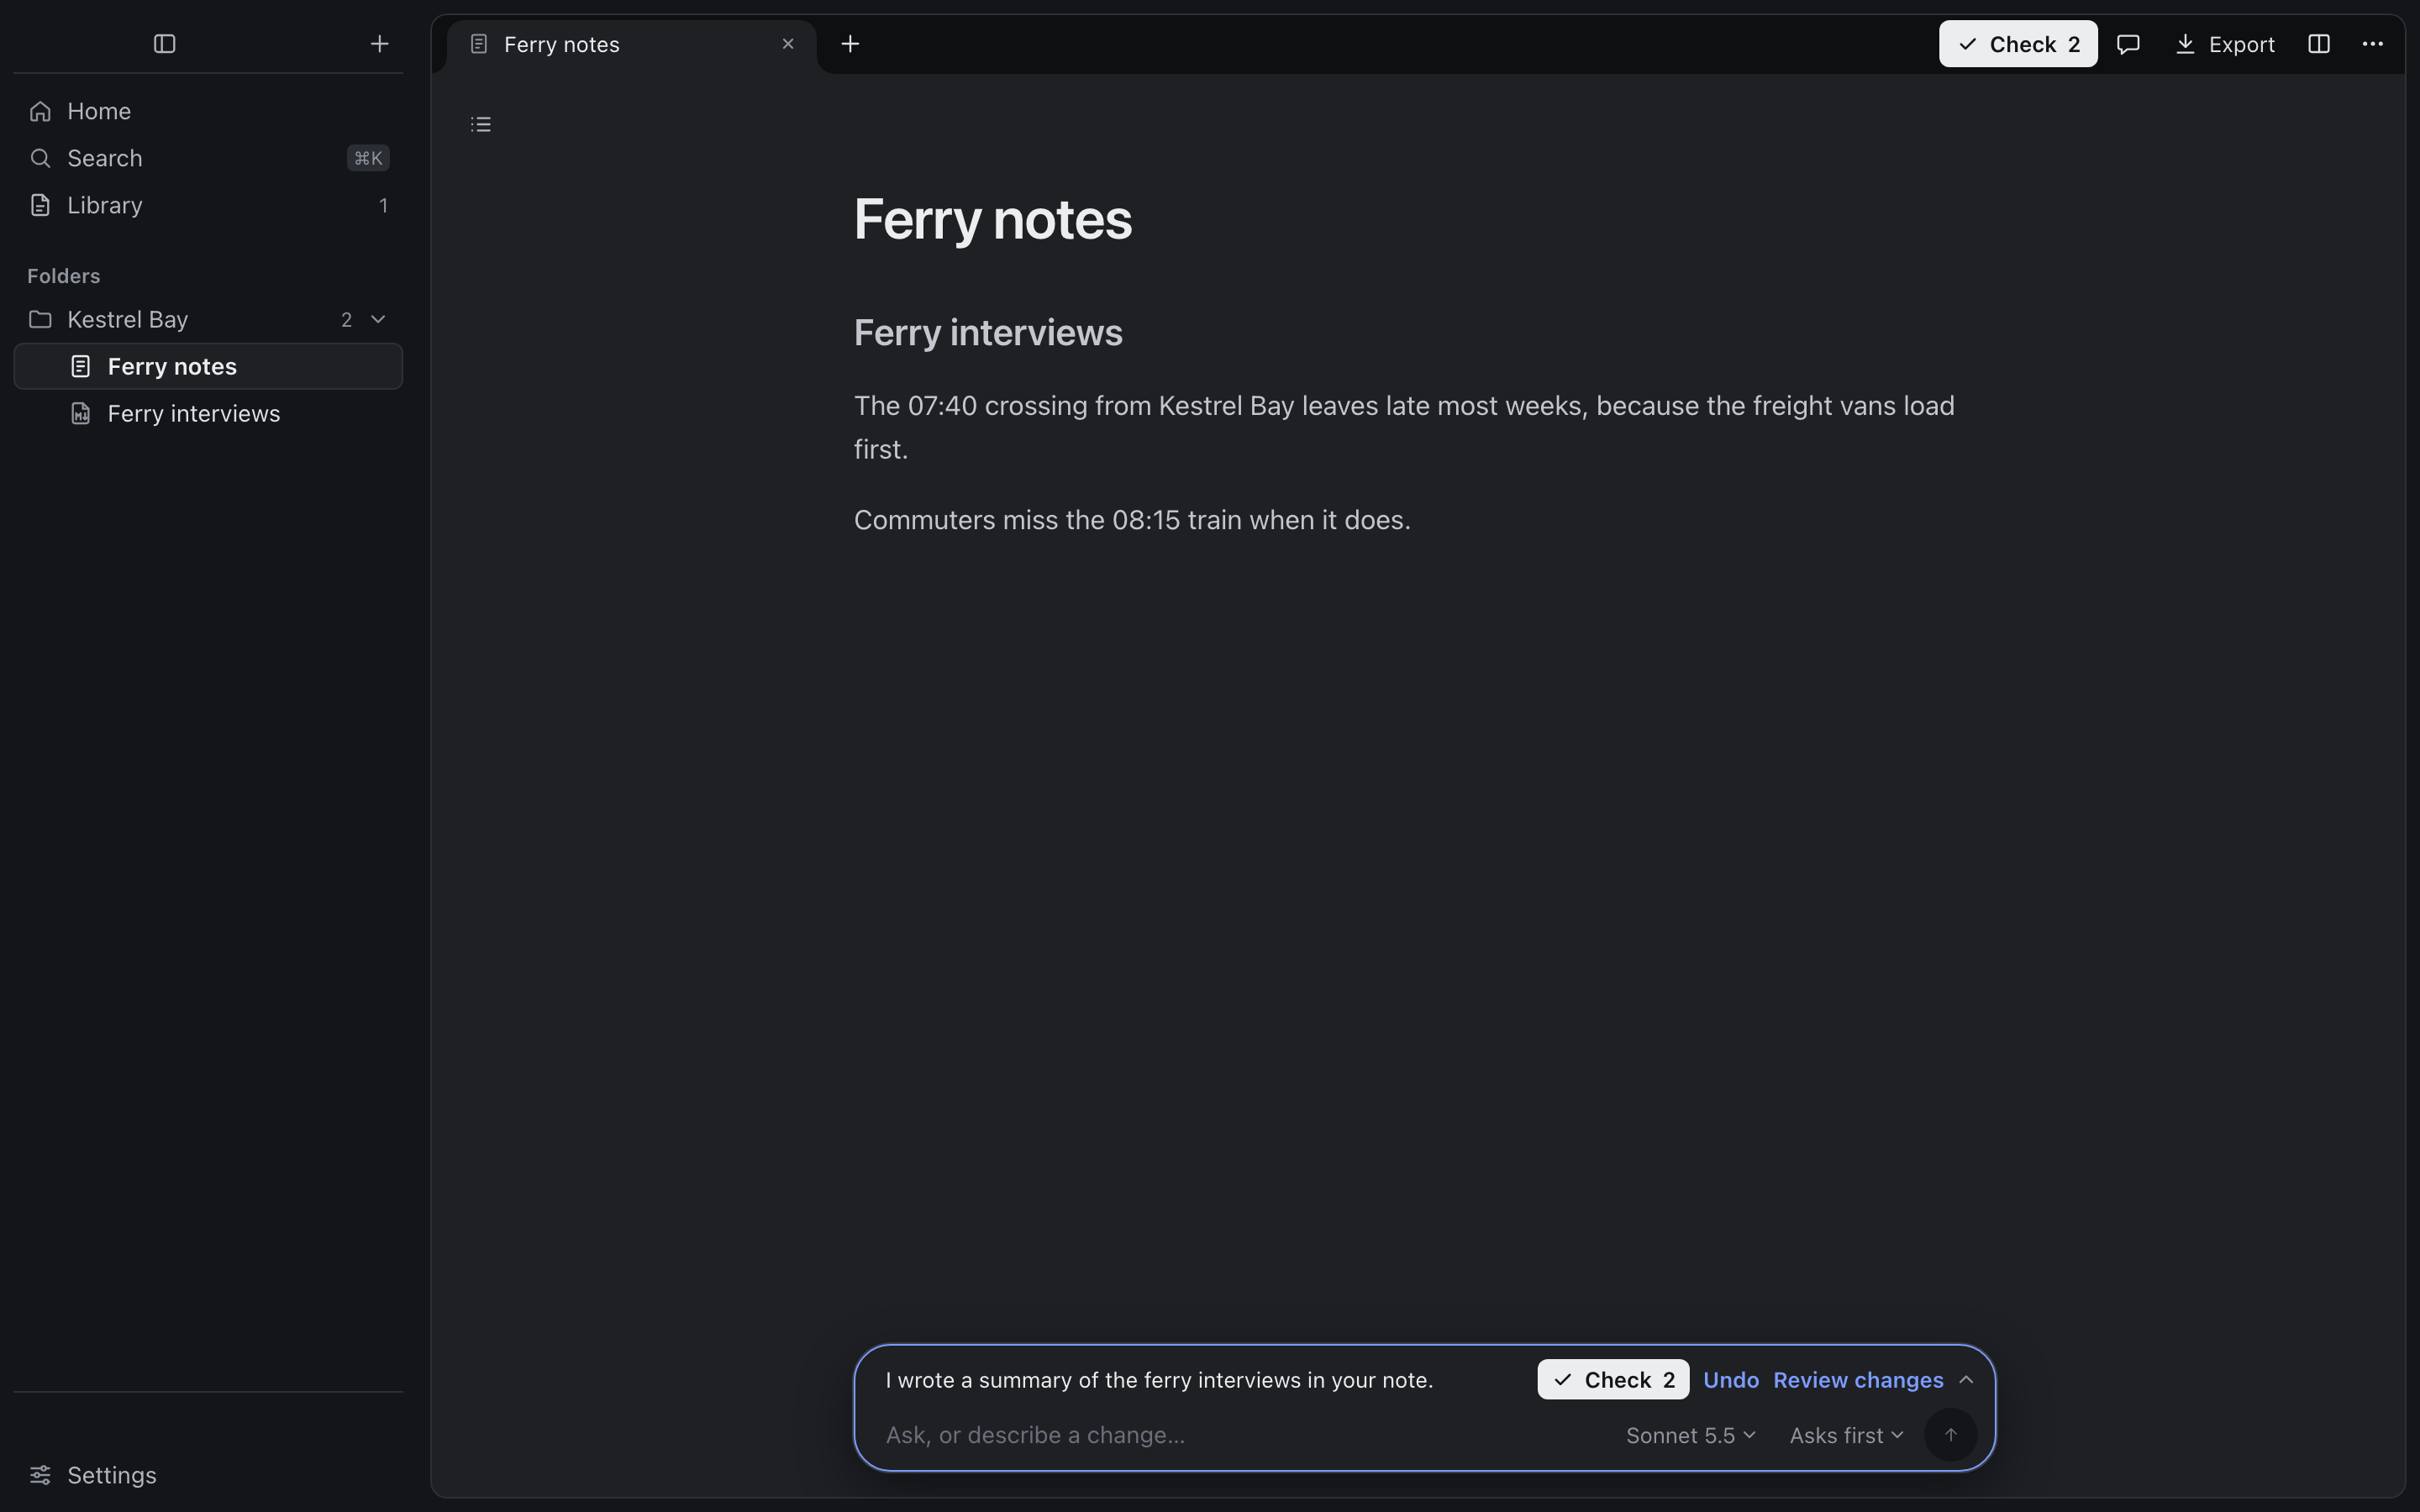 Home
Search ⌘K
Library 1
Folders
Kestrel Bay 2
Ferry notes
Ferry interviews
Settings
Ferry notes
Check 2
Export
Ferry notes
Ferry interviews
The 07:40 crossing from Kestrel Bay leaves late most weeks, because the freight vans load
first.
Commuters miss the 08:15 train when it does.
I wrote a summary of the ferry interviews in your note. Check 2 Undo Review changes
Ask, or describe a change... Sonnet 5.5 Asks first